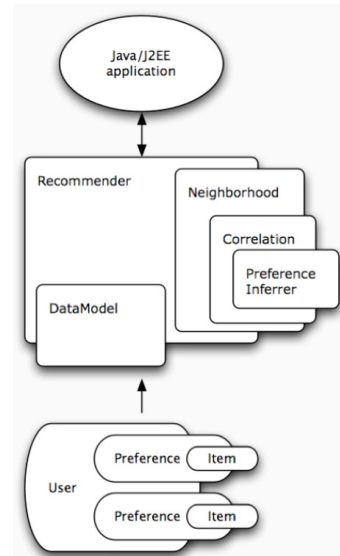 Java/J2EE
application
Recommender
Neighborhood
Correlation
Preference
Inferrer
DataModel
User
Preference
Item
Preference
Item